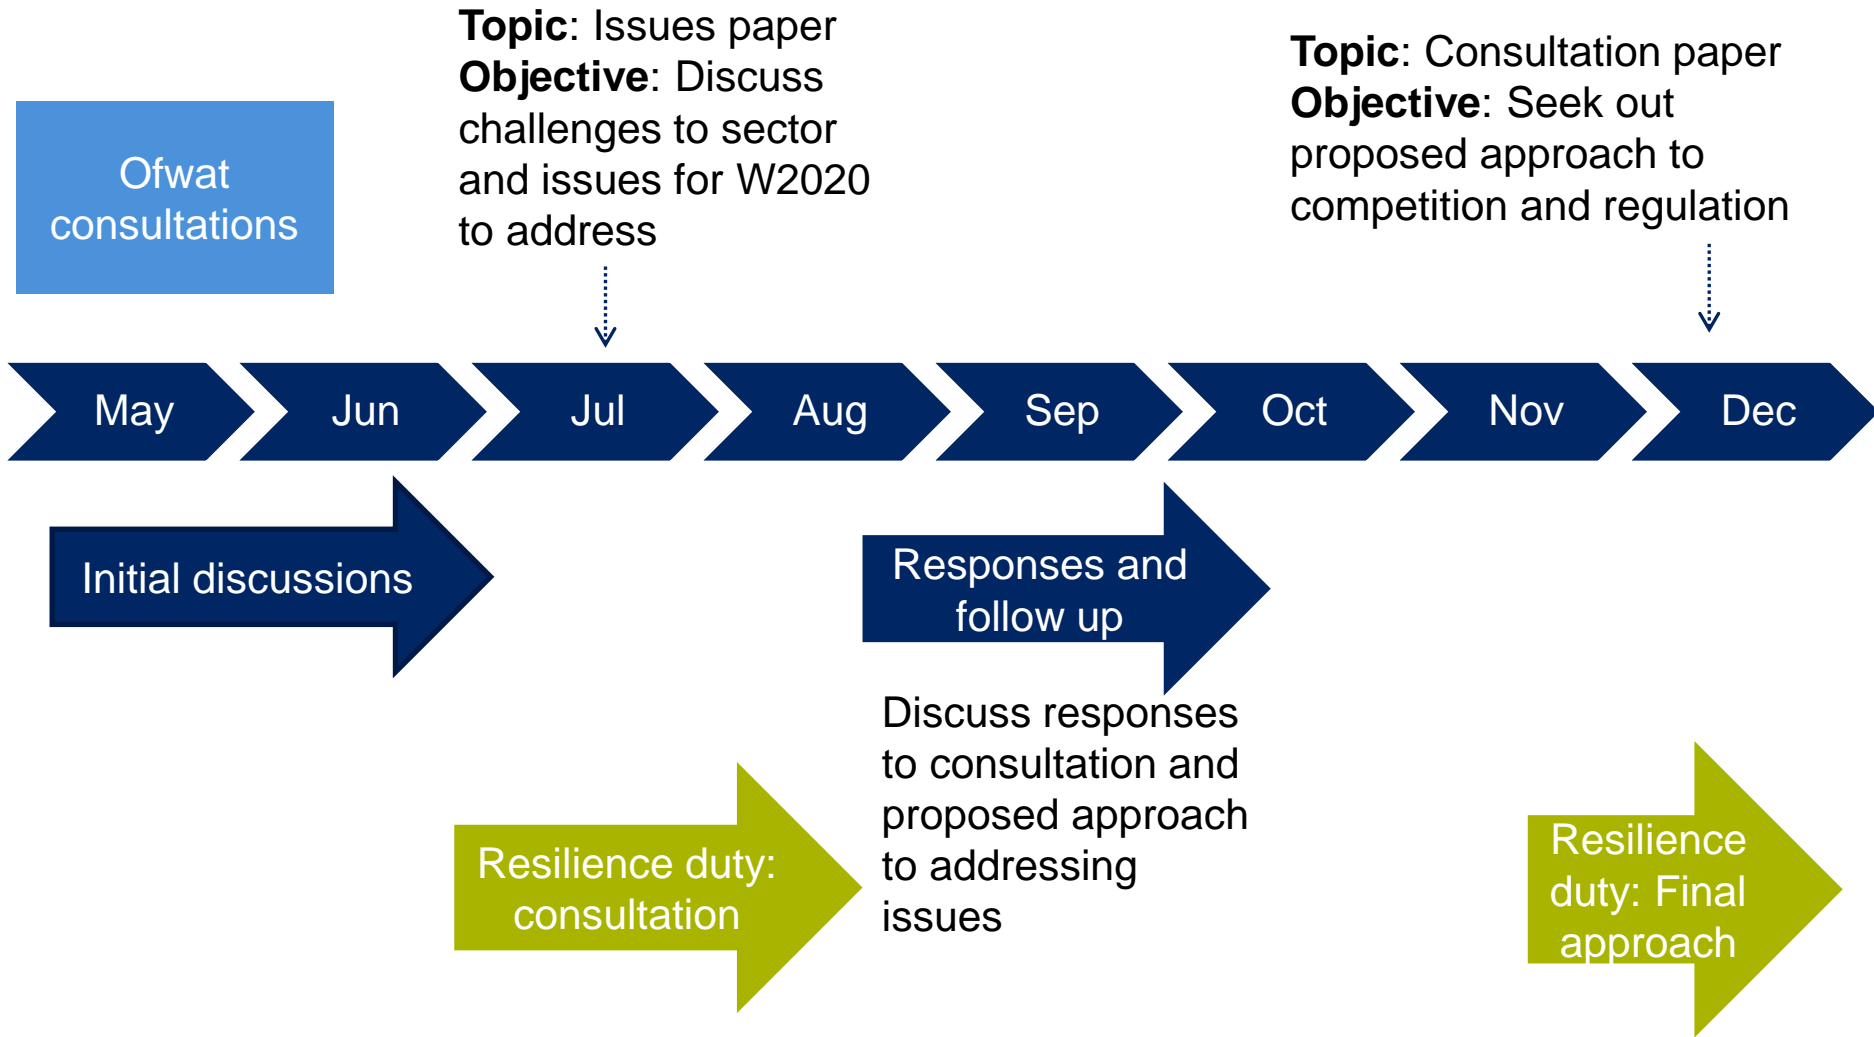 Topic: Issues paper
Objective: Discuss
challenges to sector
and issues for W2020
to address
Topic: Consultation paper
Objective: Seek out
proposed approach to
competition and regulation
Ofwat
consultations
May
Jun
Jul
Aug
Sep
Oct
Nov
Dec
Initial discussions
Responses and
follow up
Discuss responses
to consultation and
proposed approach
to addressing
issues
Resilience duty:
consultation
Resilience
duty: Final
approach